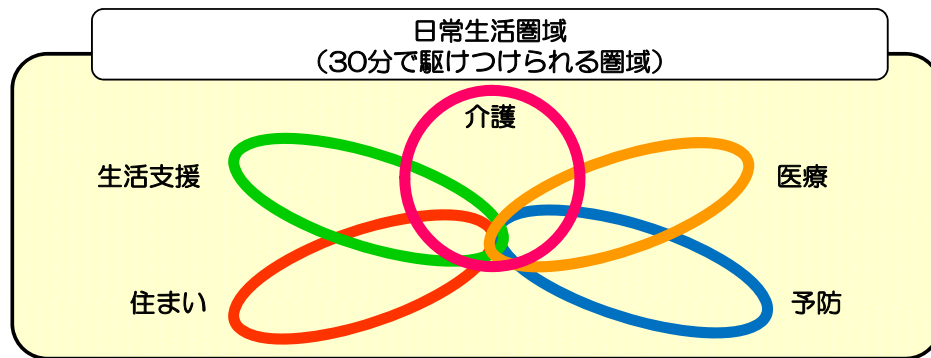 日常生活圏域
（30分で駆けつけられる圏域）
介護
生活支援
医療
住まい
予防